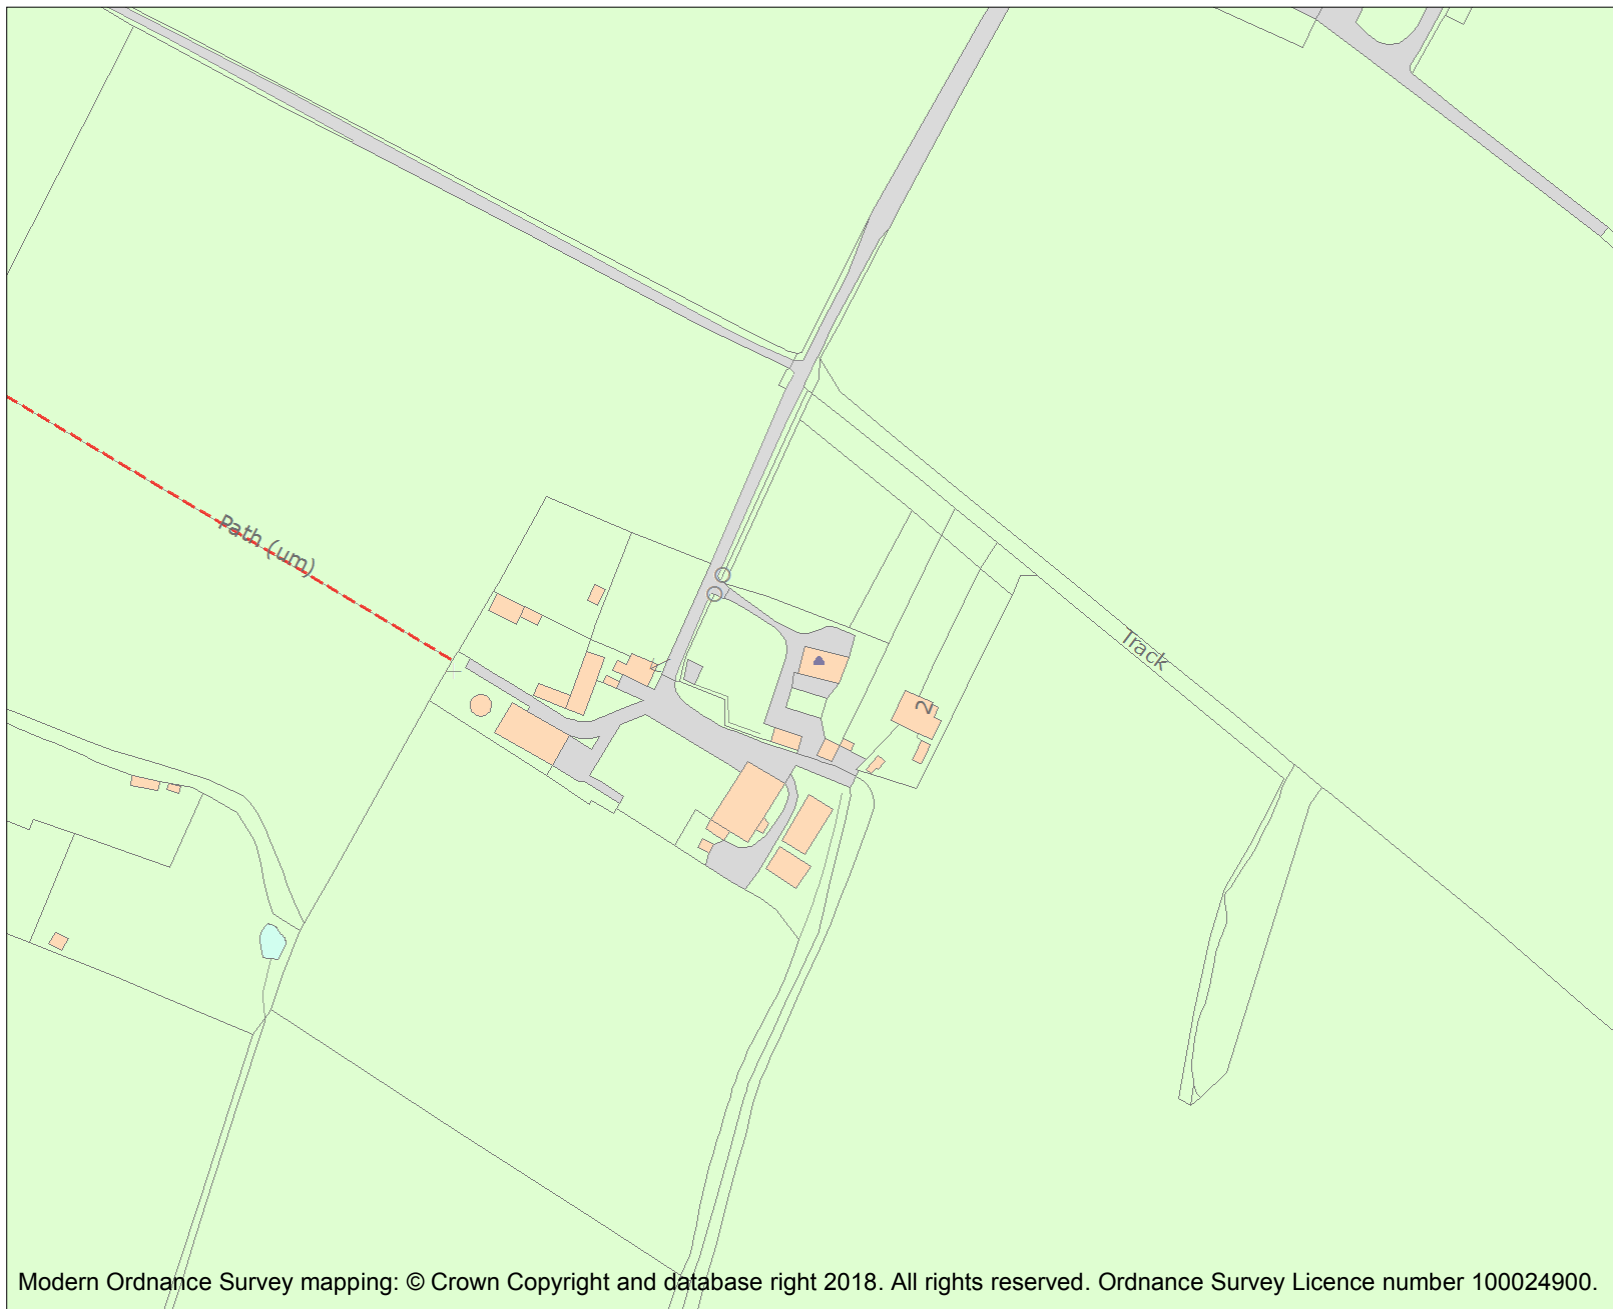 Path (um)
Track
2
Modern Ordnance Survey mapping: © Crown Copyright and database right 2018. All rights reserved. Ordnance Survey Licence number 100024900.